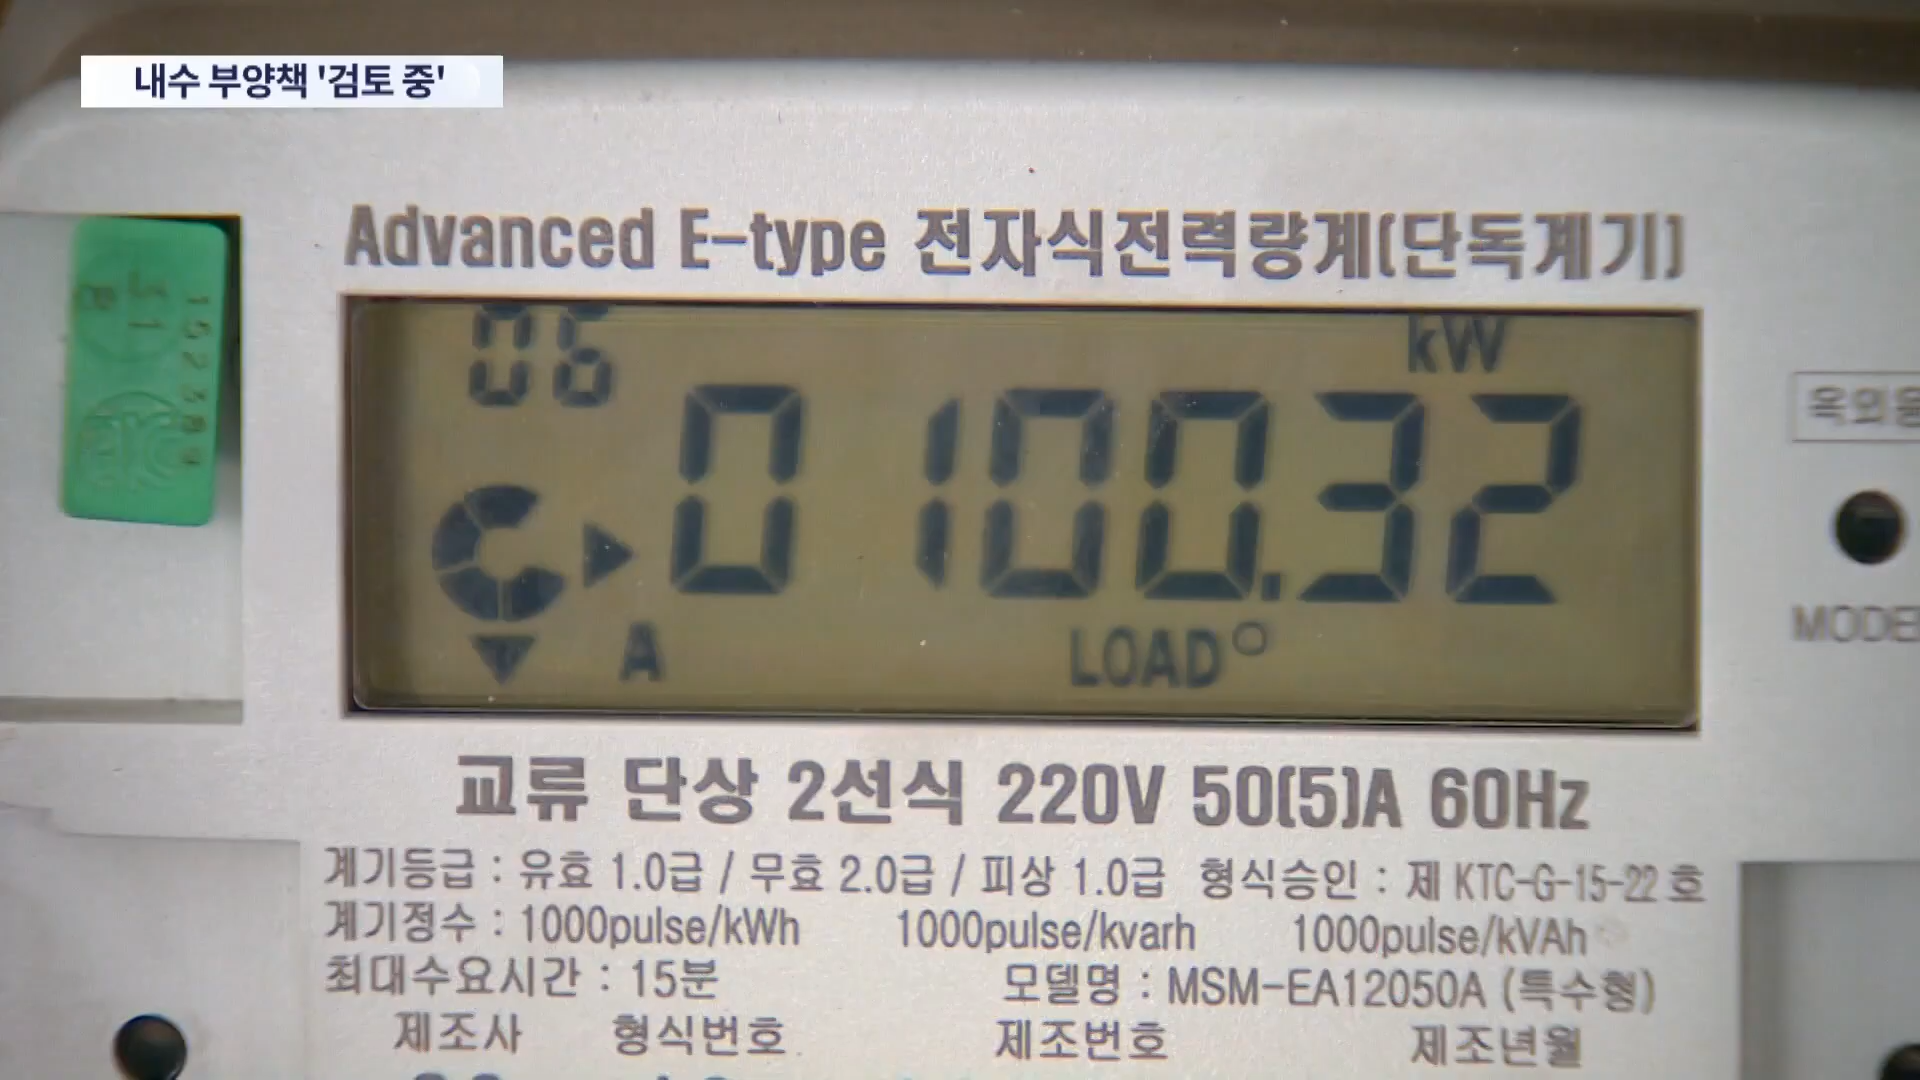 내수 부양책 '검토 중'
Advanced E-type 전자식전력량계(단독계기)
06
kW
0100.32
A
LOAD
옥외용
MODE
교류 단상 2선식 220V 50(5)A 60Hz
계기등급 : 유효 1.0급 / 무효 2.0급 / 피상 1.0급 형식승인 : 제 KTC-G-15-22 호
계기정수 : 1000pulse/kWh 1000pulse/kvarh 1000pulse/kVAh
최대수요시간 : 15분 모델명 : MSM-EA12050A (특수형)
제조사 형식번호 제조번호 제조년월